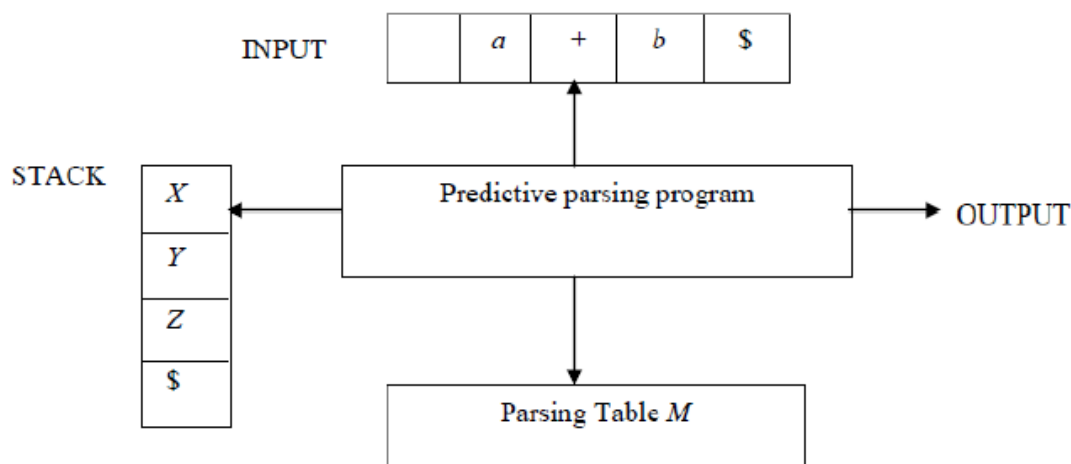 INPUT
a + b $
STACK
X
Y
Z
$
Predictive parsing program
OUTPUT
Parsing Table M